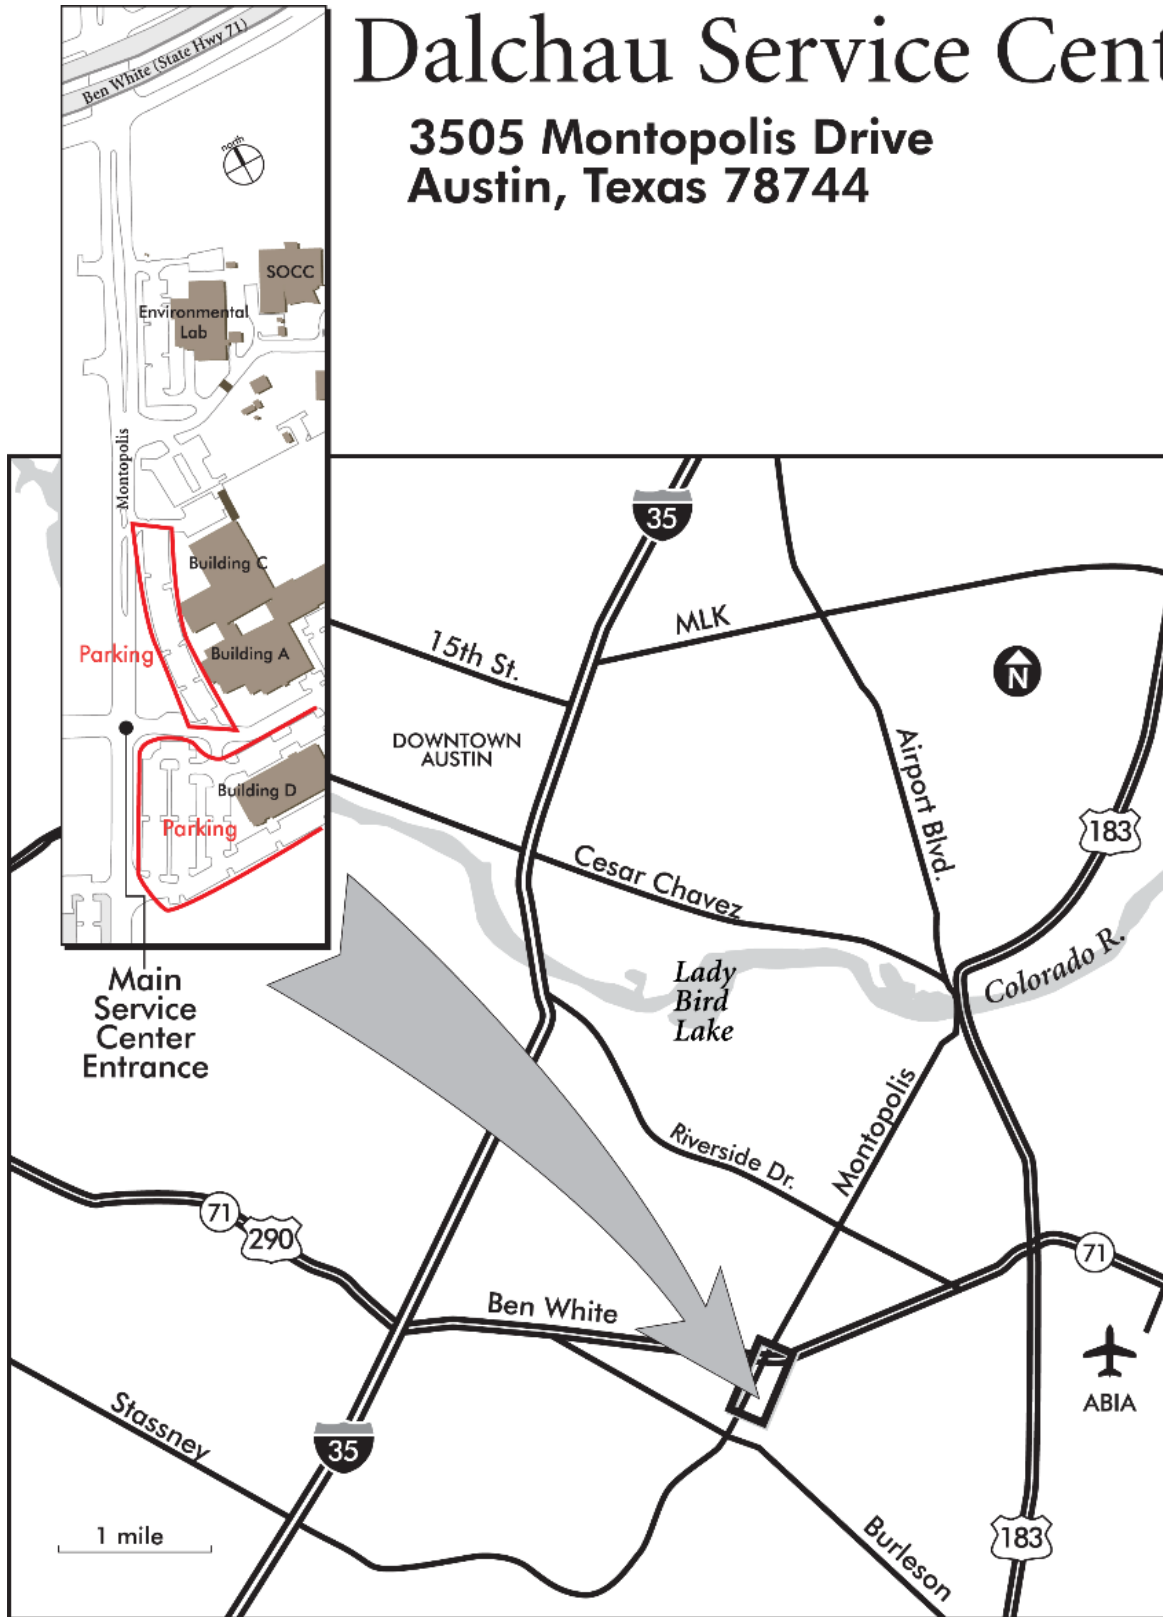 Dalchau Service Cent
3505 Montopolis Drive
Austin, Texas 78744
Ben White (State Hwy 71)
north
SOCC
Environmental
Lab
Montopolis
Building C
Parking
Building A
Building D
Parking
Main
Service
Center
Entrance
35
MLK
15th St.
N
DOWNTOWN
AUSTIN
Airport Blvd.
183
Cesar Chavez
Colorado R.
Lady
Bird
Lake
Montopolis
Riverside Dr.
71
290
71
Ben White
ABIA
Stassney
35
1 mile
Burleson
183